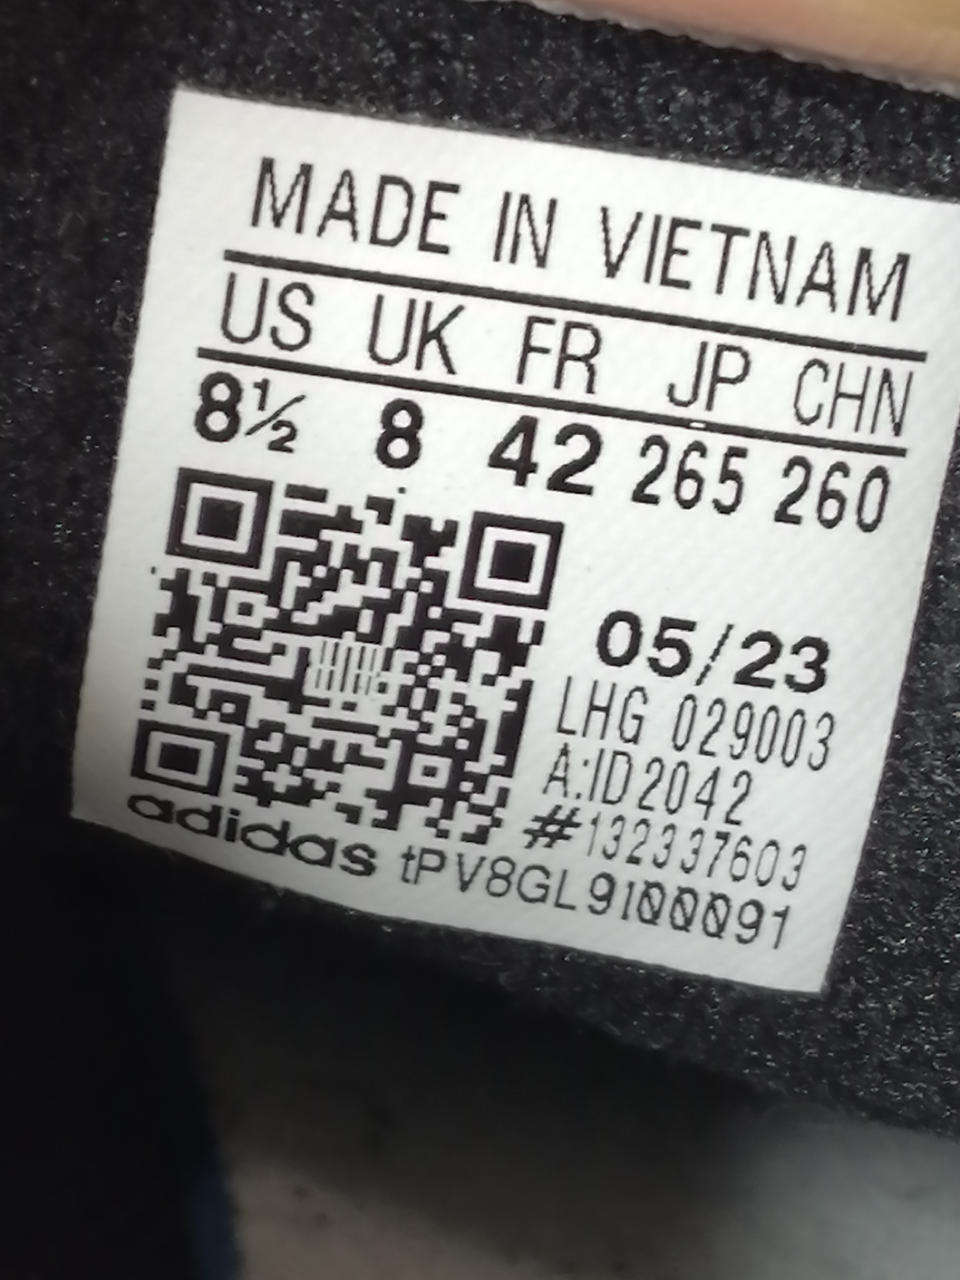 MADE IN VIETNAM
US UK FR JP CHN
8½ 8 42 265 260
05/23
LHG 029003
A:ID2042
#132337603
adidas tPV8GL9I00091